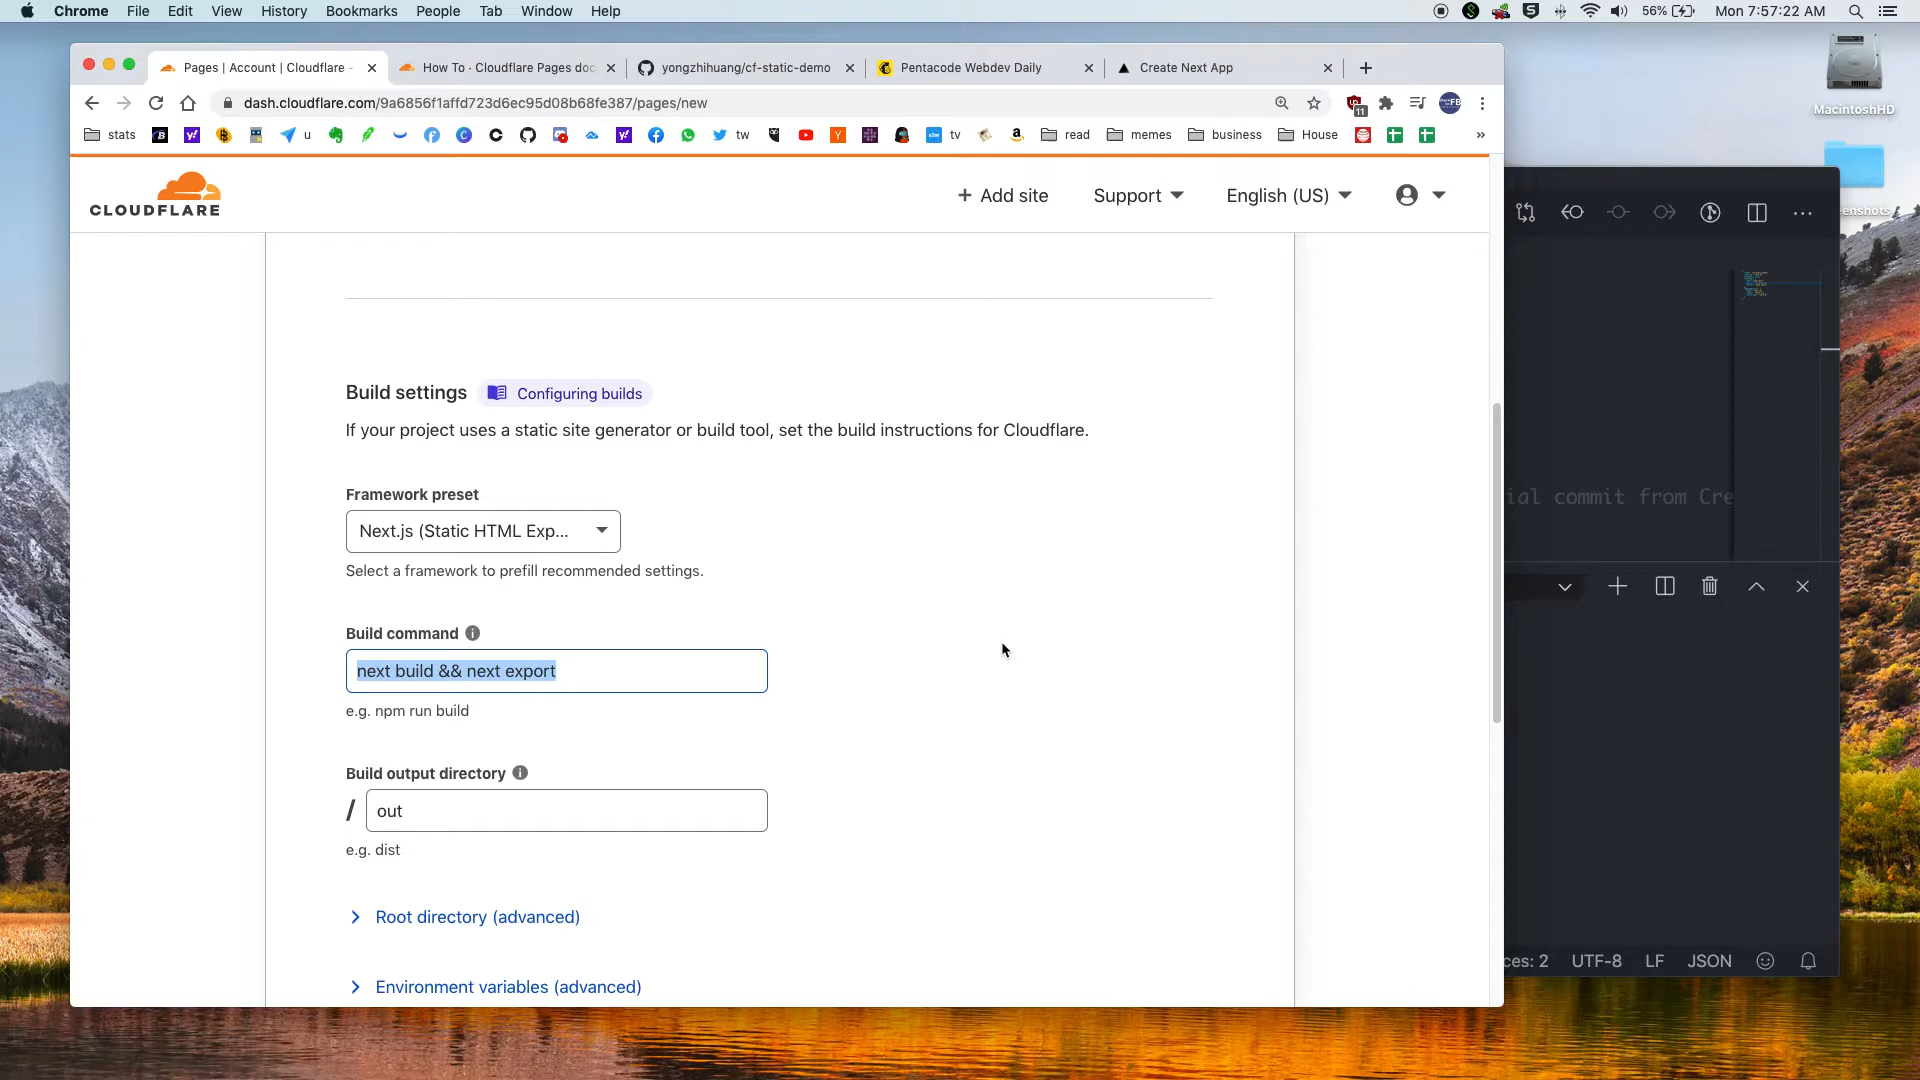 Chrome File Edit View History Bookmarks People Tab Window Help
56% Mon 7:57:22 AM
Pages | Account | Cloudflare -
How To · Cloudflare Pages doc
yongzhihuang/cf-static-demo
Pentacode Webdev Daily
Create Next App
dash.cloudflare.com/9a6856f1affd723d6ec95d08b68fe387/pages/new
11
FB
stats
u
tw
tv
read
memes
business
House
»
MacintoshHD
enshots
CLOUDFLARE
+ Add site
Support
English (US)
Build settings
Configuring builds
If your project uses a static site generator or build tool, set the build instructions for Cloudflare.
Framework preset
Next.js (Static HTML Exp...
Select a framework to prefill recommended settings.
Build command
next build && next export
e.g. npm run build
Build output directory
/ out
e.g. dist
Root directory (advanced)
Environment variables (advanced)
ial commit from Cre
ces: 2 UTF-8 LF JSON